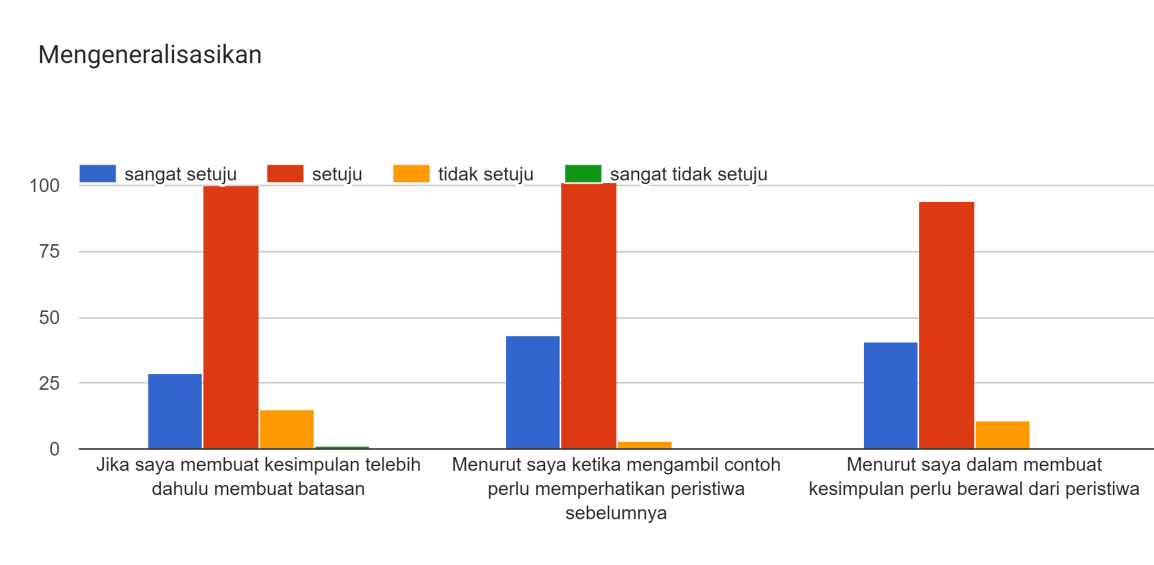 Mengeneralisasikan
sangat setuju setuju tidak setuju sangat tidak setuju
100
75
50
25
0
Jika saya membuat kesimpulan telebih
dahulu membuat batasan
Menurut saya ketika mengambil contoh
perlu memperhatikan peristiwa
sebelumnya
Menurut saya dalam membuat
kesimpulan perlu berawal dari peristiwa